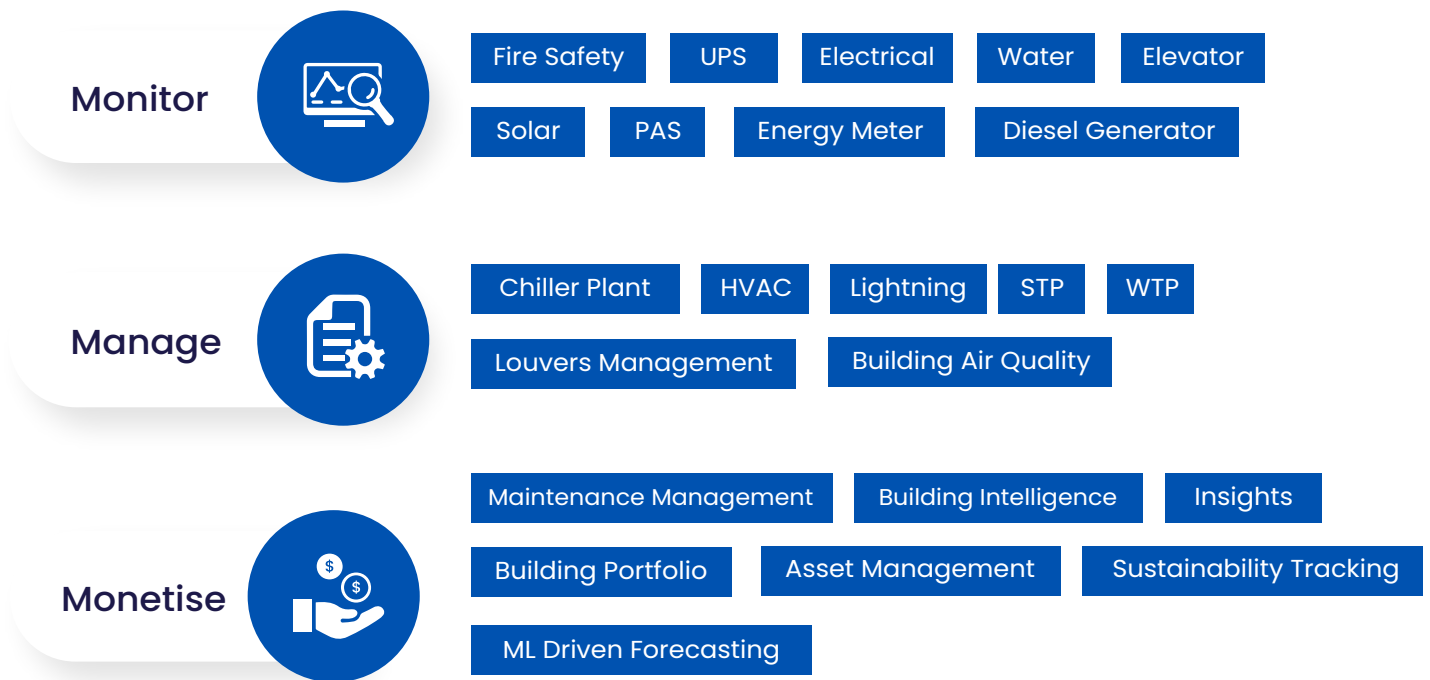 Monitor
Fire Safety UPS Electrical Water Elevator
Solar PAS Energy Meter Diesel Generator
Manage
Chiller Plant HVAC Lightning STP WTP
Louvers Management Building Air Quality
Monetise
Maintenance Management Building Intelligence Insights
Building Portfolio Asset Management Sustainability Tracking
ML Driven Forecasting
$
$